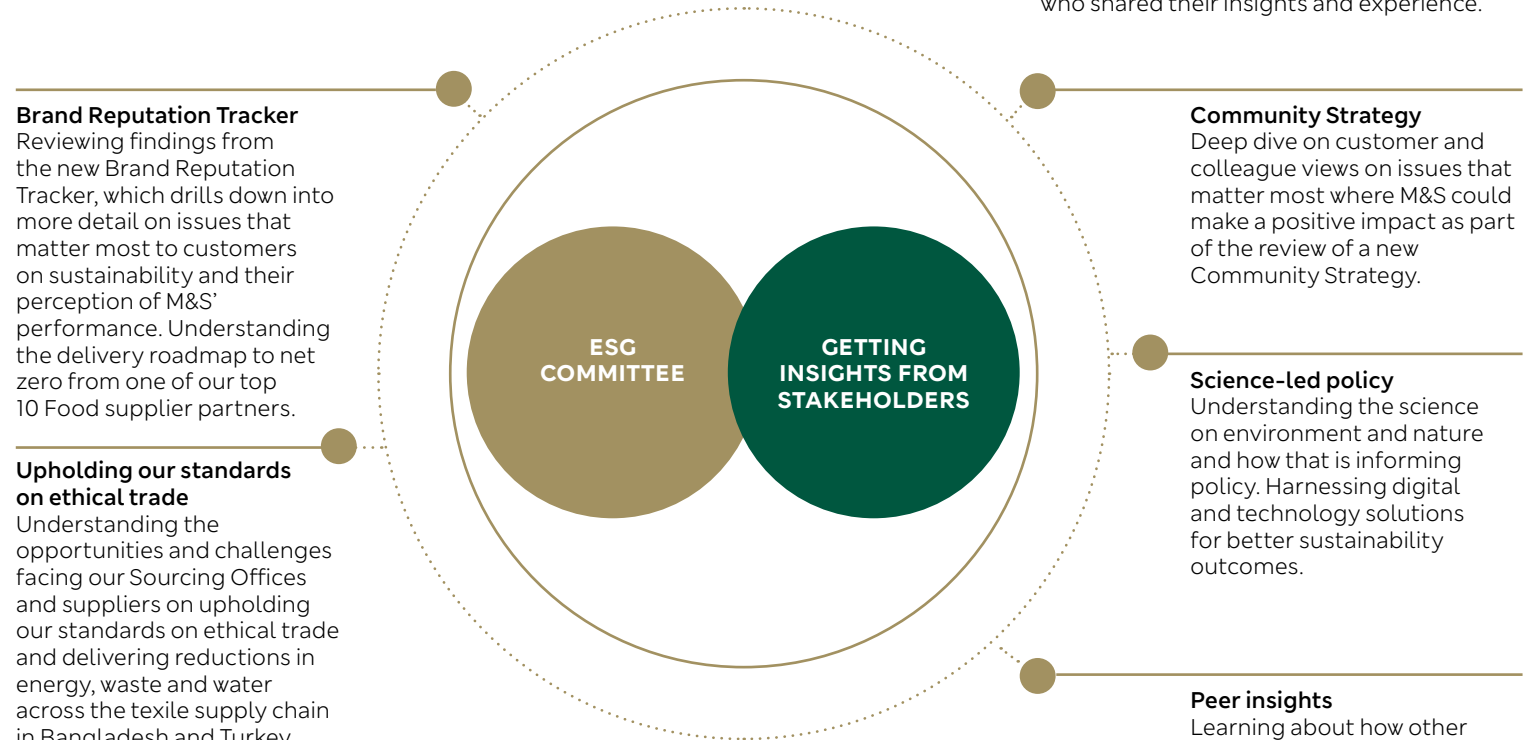 who shared their insights and experience.
Brand Reputation Tracker
Reviewing findings from
the new Brand Reputation
Tracker, which drills down into
more detail on issues that
matter most to customers
on sustainability and their
perception of M&S’
performance. Understanding
the delivery roadmap to net
zero from one of our top
10 Food supplier partners.
Upholding our standards
on ethical trade
Understanding the
opportunities and challenges
facing our Sourcing Offices
and suppliers on upholding
our standards on ethical trade
and delivering reductions in
energy, waste and water
across the texile supply chain
in Bangladesh and Turkey
ESG
COMMITTEE
GETTING
INSIGHTS FROM
STAKEHOLDERS
Community Strategy
Deep dive on customer and
colleague views on issues that
matter most where M&S could
make a positive impact as part
of the review of a new
Community Strategy.
Science-led policy
Understanding the science
on environment and nature
and how that is informing
policy. Harnessing digital
and technology solutions
for better sustainability
outcomes.
Peer insights
Learning about how other